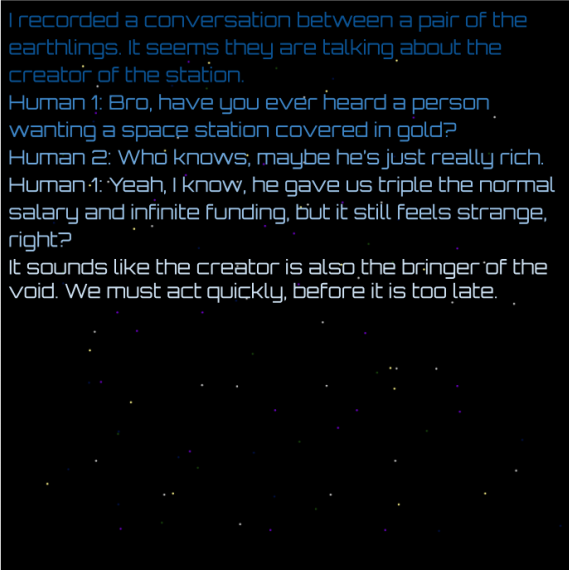 I recorded a conversation between a pair of the
earthlings. It seems they are talking about the
creator of the station.
Human 1: Bro, have you ever heard a person
wanting a space station covered in gold?
Human 2: Who knows, maybe he's just really rich.
Human 1: Yeah, I know, he gave us triple the normal
salary and infinite funding, but it still feels strange,
right?
It sounds like the creator is also the bringer of the
void. We must act quickly, before it is too late.